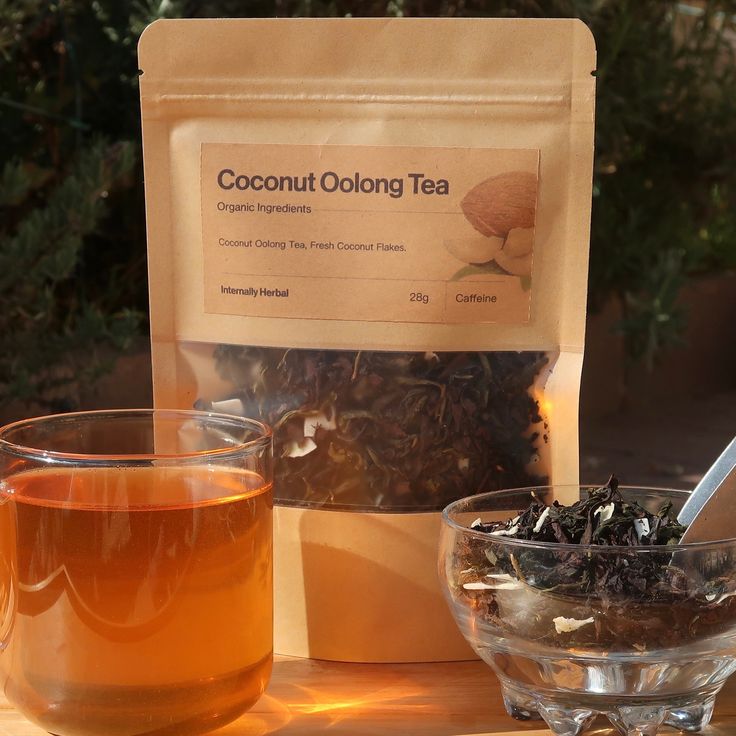 Coconut Oolong Tea
Organic Ingredients
Coconut Oolong Tea, Fresh Coconut Flakes.
Internally Herbal
28g
Caffeine